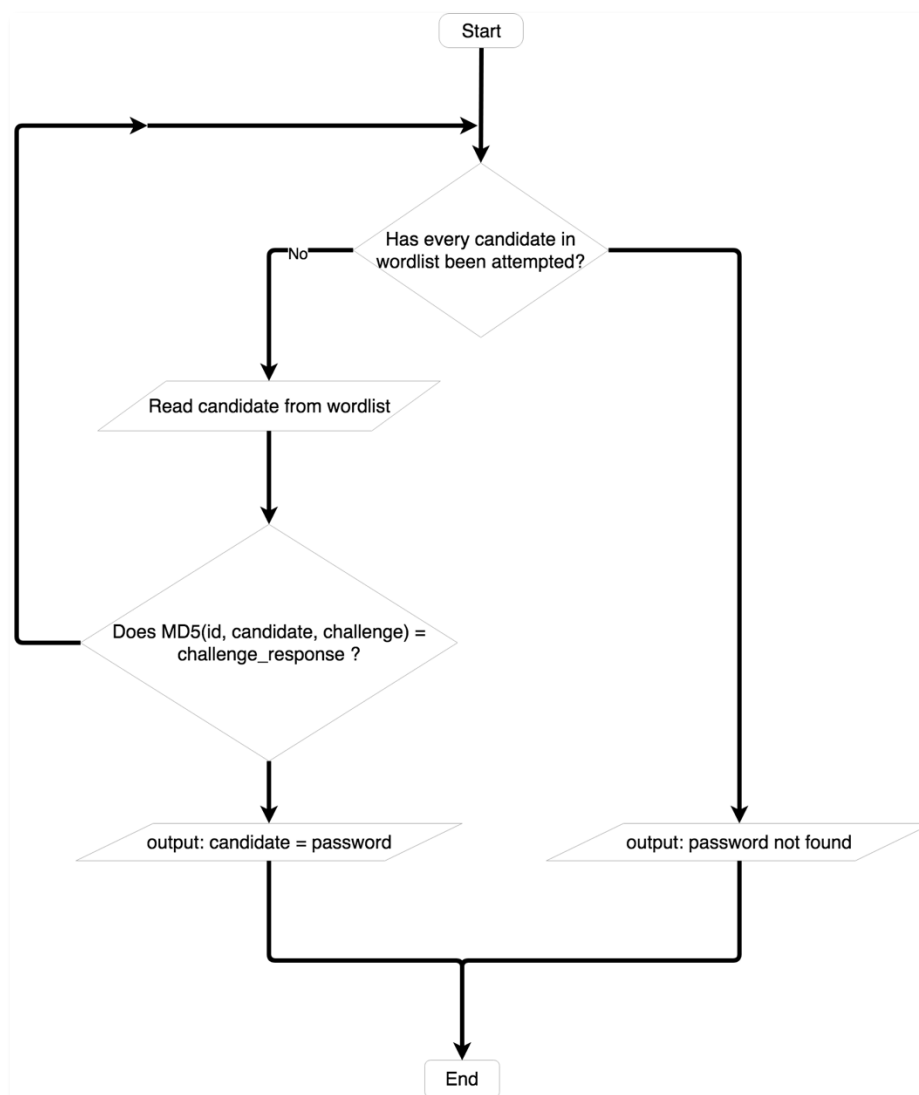 Start
Has every candidate in
wordlist been attempted?
No
Read candidate from wordlist
Does MD5(id, candidate, challenge) =
challenge_response ?
output: candidate = password
output: password not found
End